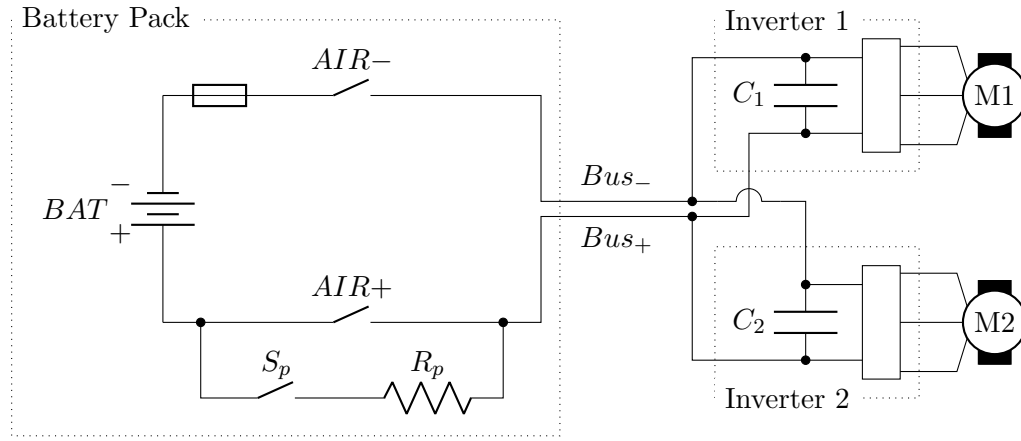 Battery Pack
Inverter 1
AIR−
C₁
M1
Bus₋
−
BAT
+
Bus₊
AIR+
C₂
M2
Sₚ
Rₚ
Inverter 2